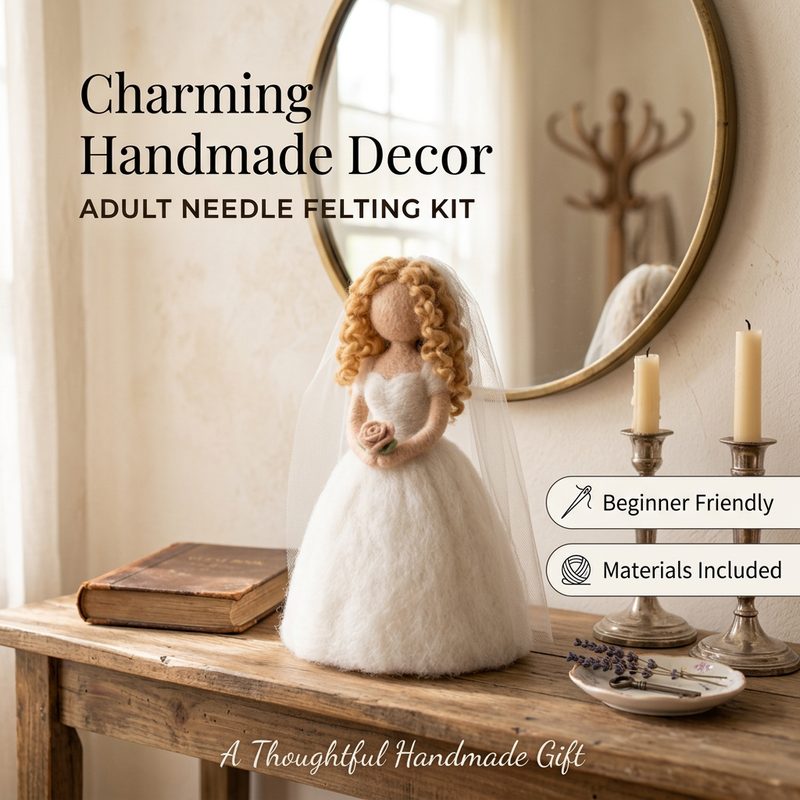 Charming
Handmade Decor
ADULT NEEDLE FELTING KIT
Beginner Friendly
Materials Included
A Thoughtful Handmade Gift